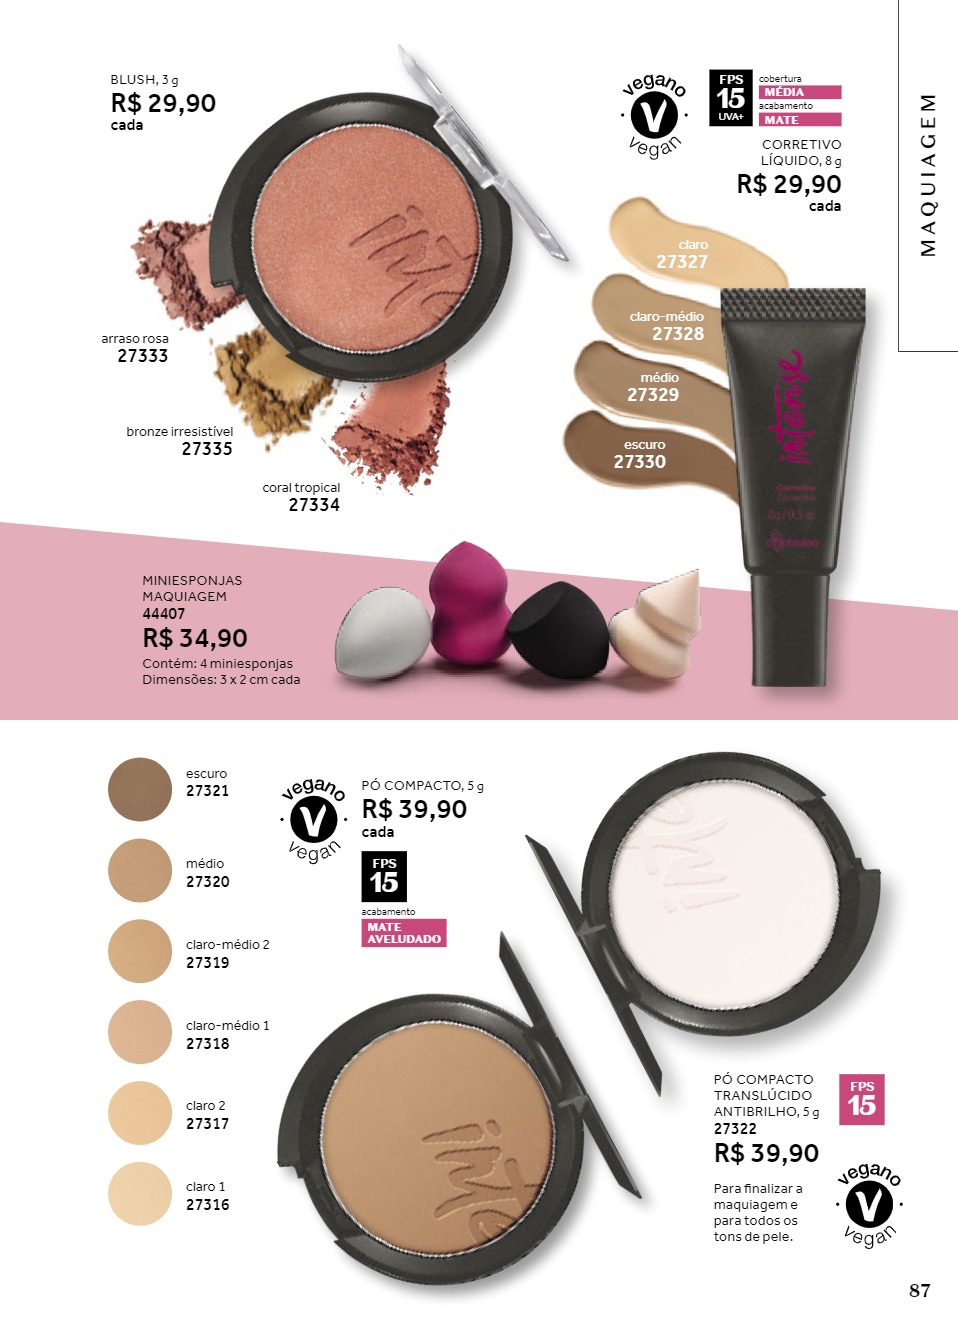 MAQUIAGEM
BLUSH, 3 g
R$ 29,90
cada
arraso rosa
27333
bronze irresistível
27335
coral tropical
27334
vegano
V
vegan
FPS
15
UVA+
cobertura
MÉDIA
acabamento
MATE
CORRETIVO
LÍQUIDO, 8 g
R$ 29,90
cada
claro
27327
claro-médio
27328
médio
27329
escuro
27330
intense
MINIESPONJAS
MAQUIAGEM
44407
R$ 34,90
Contém: 4 miniesponjas
Dimensões: 3 x 2 cm cada
escuro
27321
médio
27320
claro-médio 2
27319
claro-médio 1
27318
claro 2
27317
claro 1
27316
vegano
V
vegan
PÓ COMPACTO, 5 g
R$ 39,90
cada
FPS
15
acabamento
MATE
AVELUDADO
PÓ COMPACTO
TRANSLÚCIDO
ANTIBRILHO, 5 g
27322
R$ 39,90
FPS
15
Para finalizar a
maquiagem e
para todos os
tons de pele.
vegano
V
vegan
87